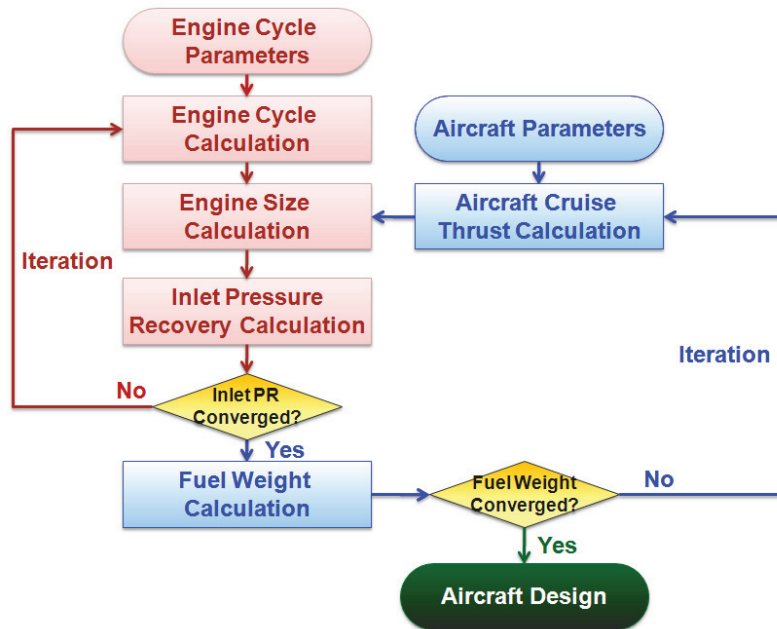 Engine Cycle
Parameters
Engine Cycle
Calculation
Aircraft Parameters
Engine Size
Calculation
Aircraft Cruise
Thrust Calculation
Iteration
Inlet Pressure
Recovery Calculation
Iteration
No
Inlet PR
Converged?
Yes
Fuel Weight
Calculation
Fuel Weight
Converged?
No
Yes
Aircraft Design